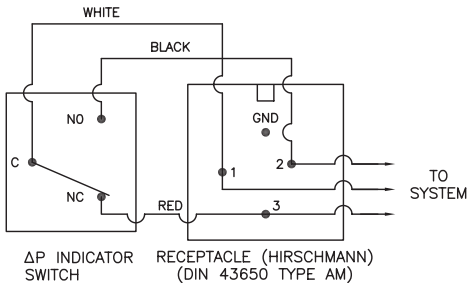 WHITE
BLACK
NO
GND
C
1
2
TO
SYSTEM
NC
RED
3
ΔP INDICATOR
SWITCH
RECEPTACLE (HIRSCHMANN)
(DIN 43650 TYPE AM)